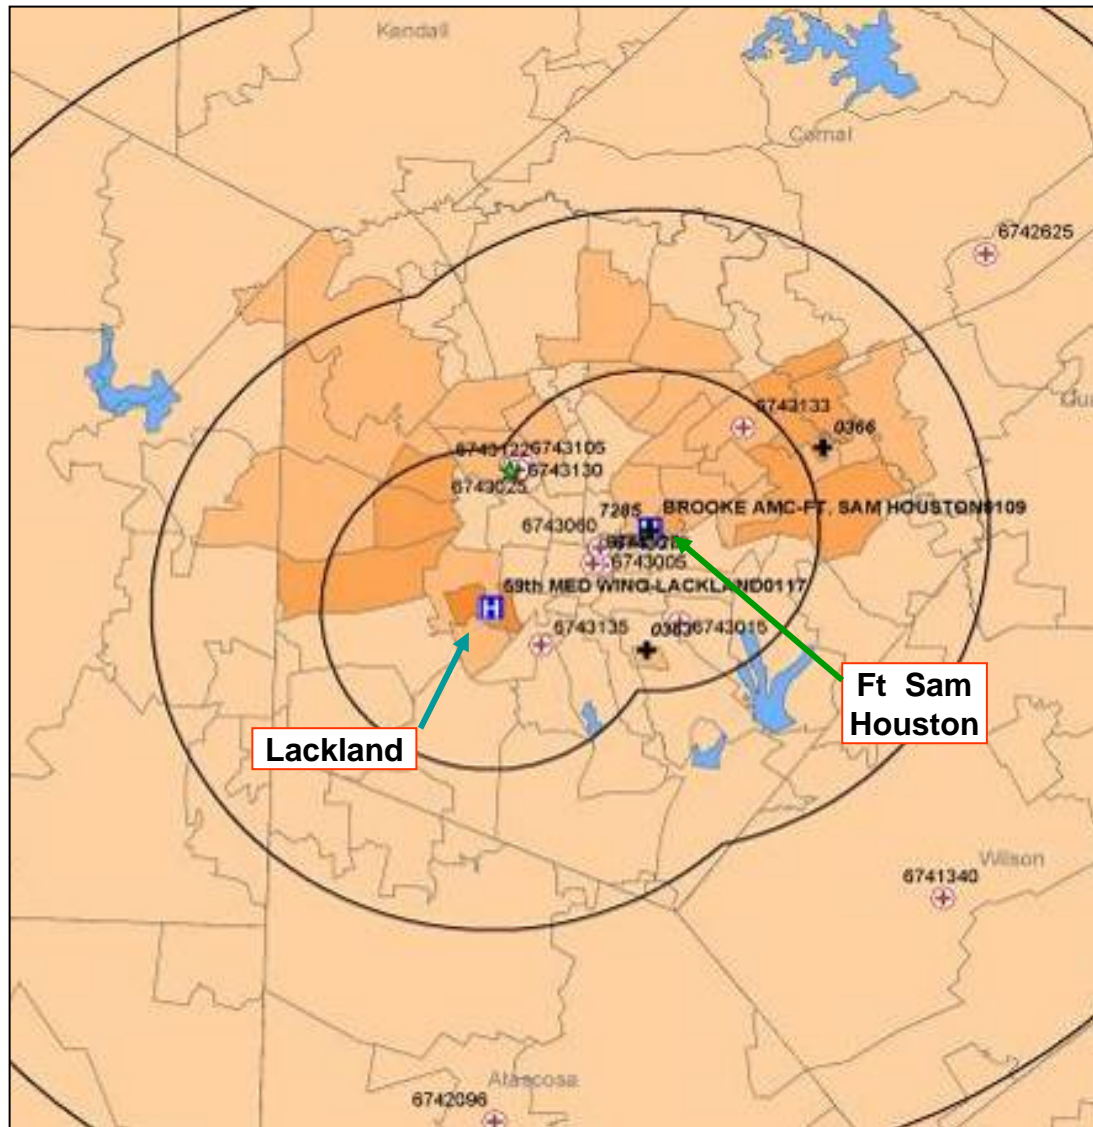 Kendall
Comal
6742625
6743133
0366
6743122
6743105
6743130
6743025
7285
BROOKE AMC-FT, SAM HOUSTON0109
6743060
6743005
59th MED WING-LACKLAND0117
6743135
6743015
Ft Sam
Houston
Lackland
Wilson
6741340
Atascosa
6742096